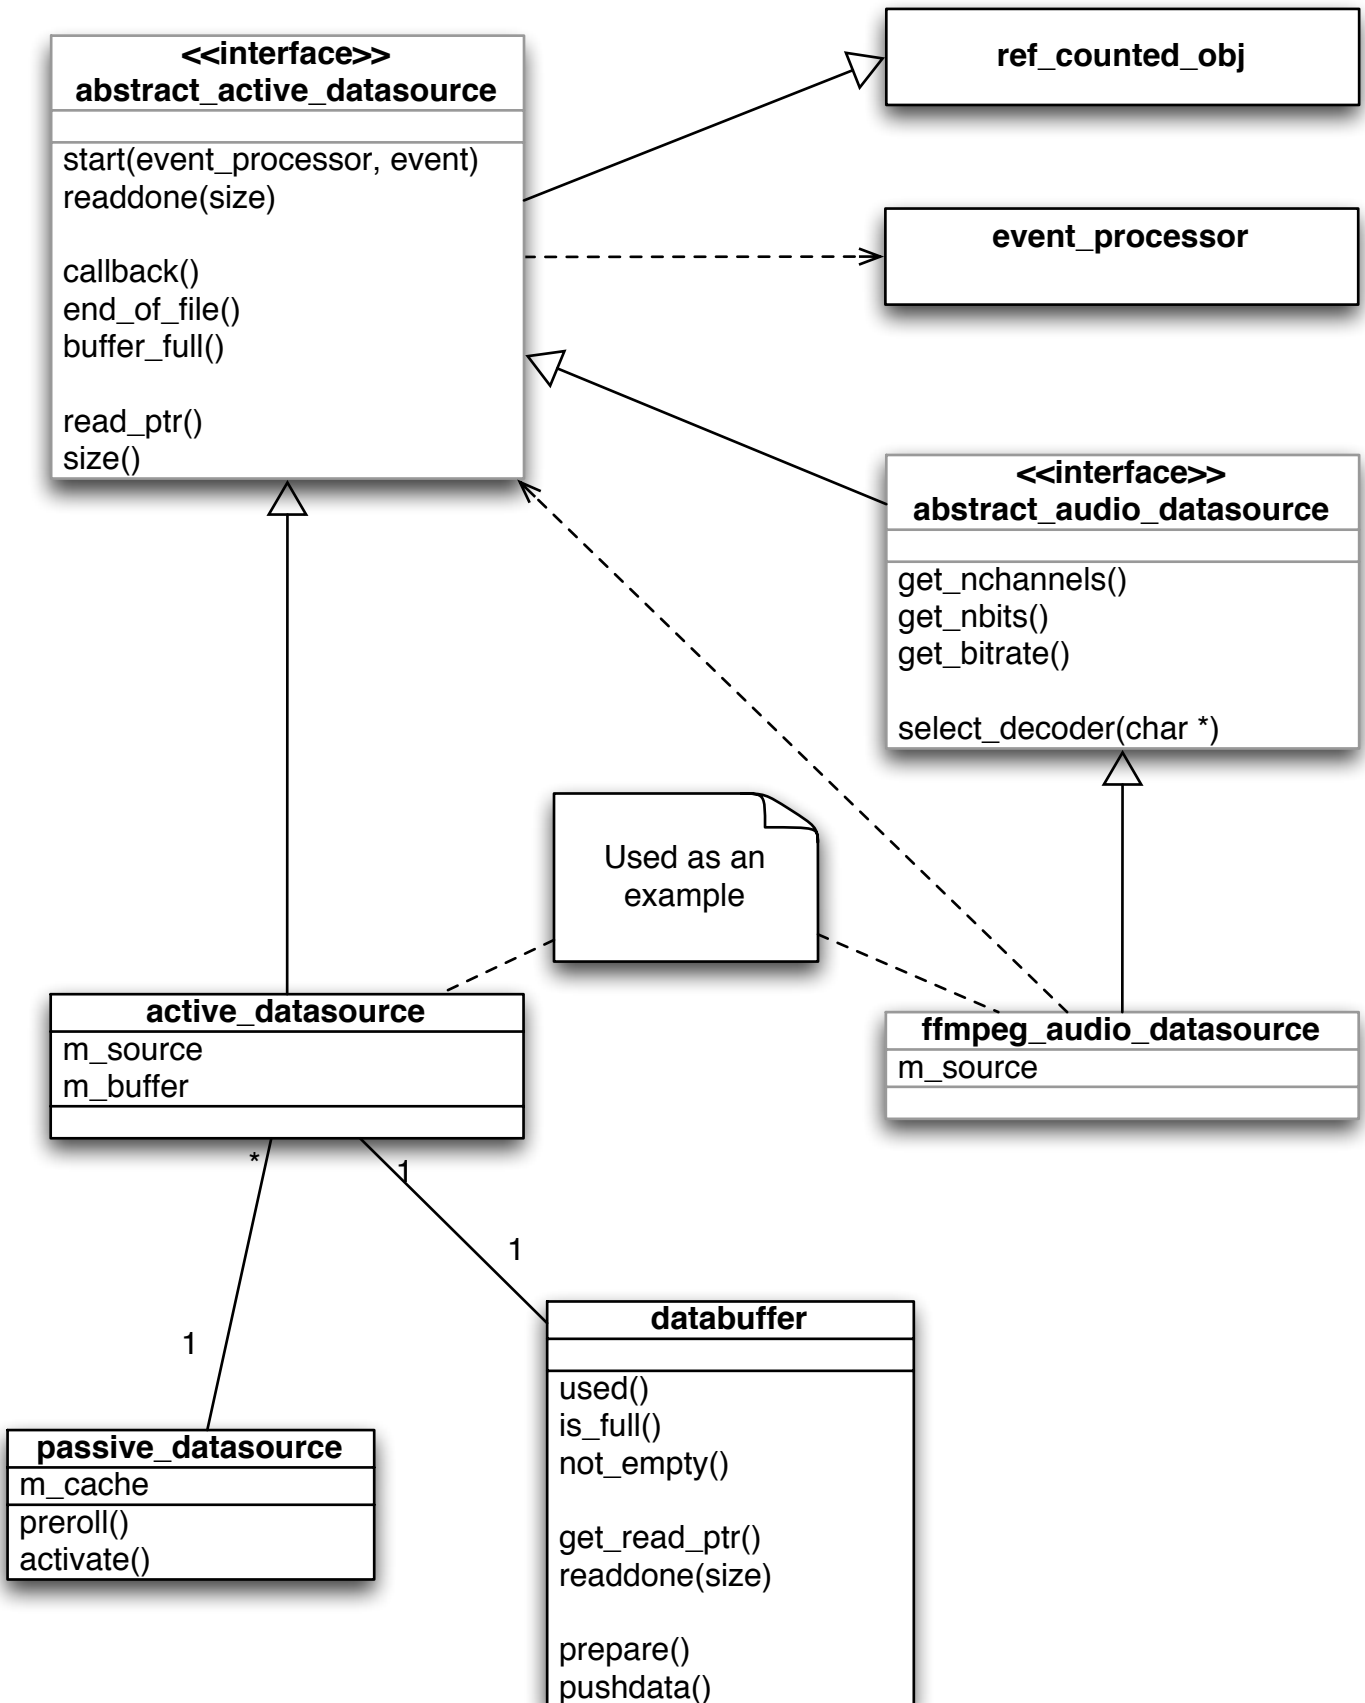 <<interface>>
abstract_active_datasource
start(event_processor, event)
readdone(size)
callback()
end_of_file()
buffer_full()
read_ptr()
size()
ref_counted_obj
event_processor
<<interface>>
abstract_audio_datasource
get_nchannels()
get_nbits()
get_bitrate()
select_decoder(char *)
Used as an
example
active_datasource
m_source
m_buffer
ffmpeg_audio_datasource
m_source
*
1
1
1
databuffer
used()
is_full()
not_empty()
get_read_ptr()
readdone(size)
prepare()
pushdata()
passive_datasource
m_cache
preroll()
activate()